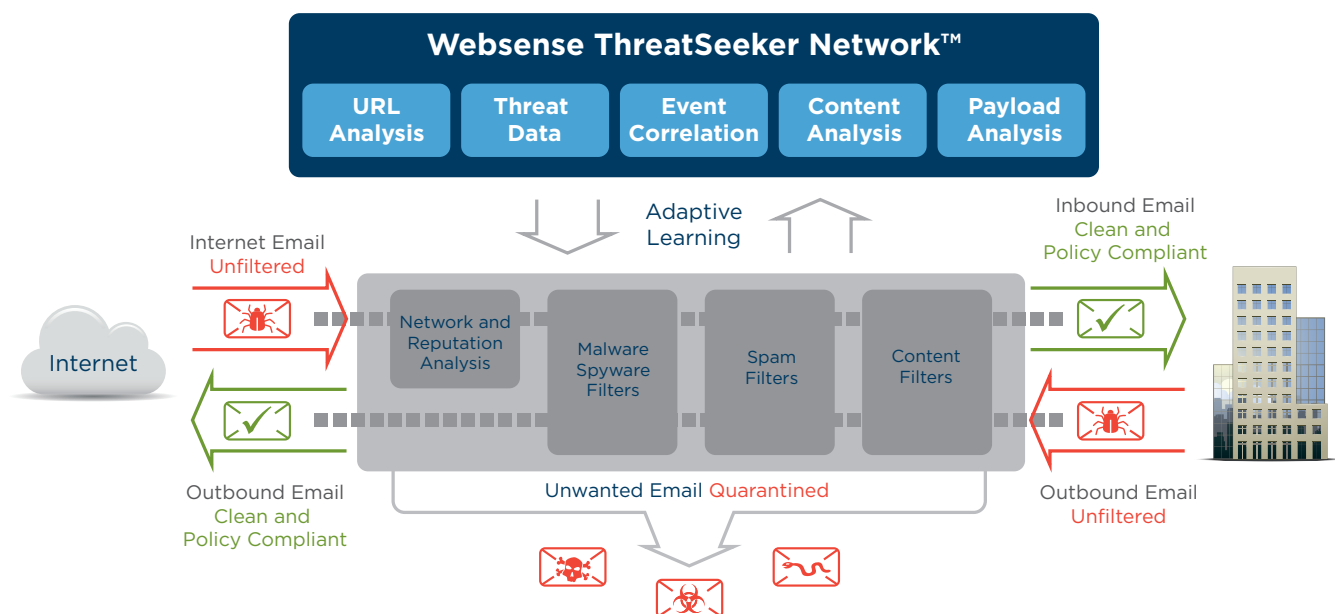 Websense ThreatSeeker Network™
URL
Analysis
Threat
Data
Event
Correlation
Content
Analysis
Payload
Analysis
Adaptive
Learning
Internet Email
Unfiltered
Inbound Email
Clean and
Policy Compliant
Internet
Network and
Reputation
Analysis
Malware
Spyware
Filters
Spam
Filters
Content
Filters
Outbound Email
Clean and
Policy Compliant
Unwanted Email Quarantined
Outbound Email
Unfiltered